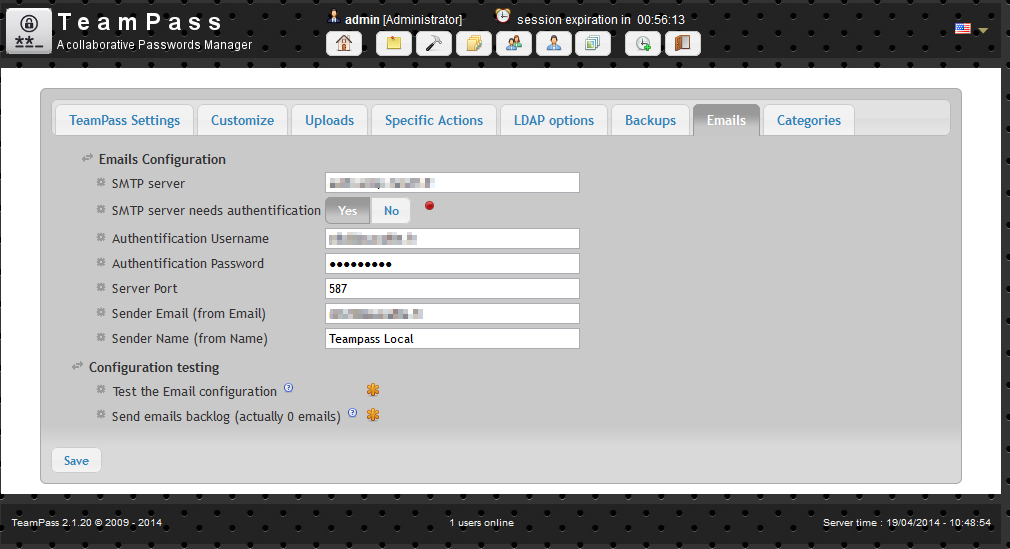 TeamPass
A collaborative Passwords Manager
admin [Administrator] session expiration in 00:56:13
TeamPass Settings Customize Uploads Specific Actions LDAP options Backups Emails Categories
Emails Configuration
SMTP server
SMTP server needs authentification Yes No
Authentification Username
Authentification Password •••••••••
Server Port 587
Sender Email (from Email)
Sender Name (from Name) Teampass Local
Configuration testing
Test the Email configuration ?
Send emails backlog (actually 0 emails) ?
Save
TeamPass 2.1.20 © 2009 - 2014 1 users online Server time : 19/04/2014 - 10:48:54